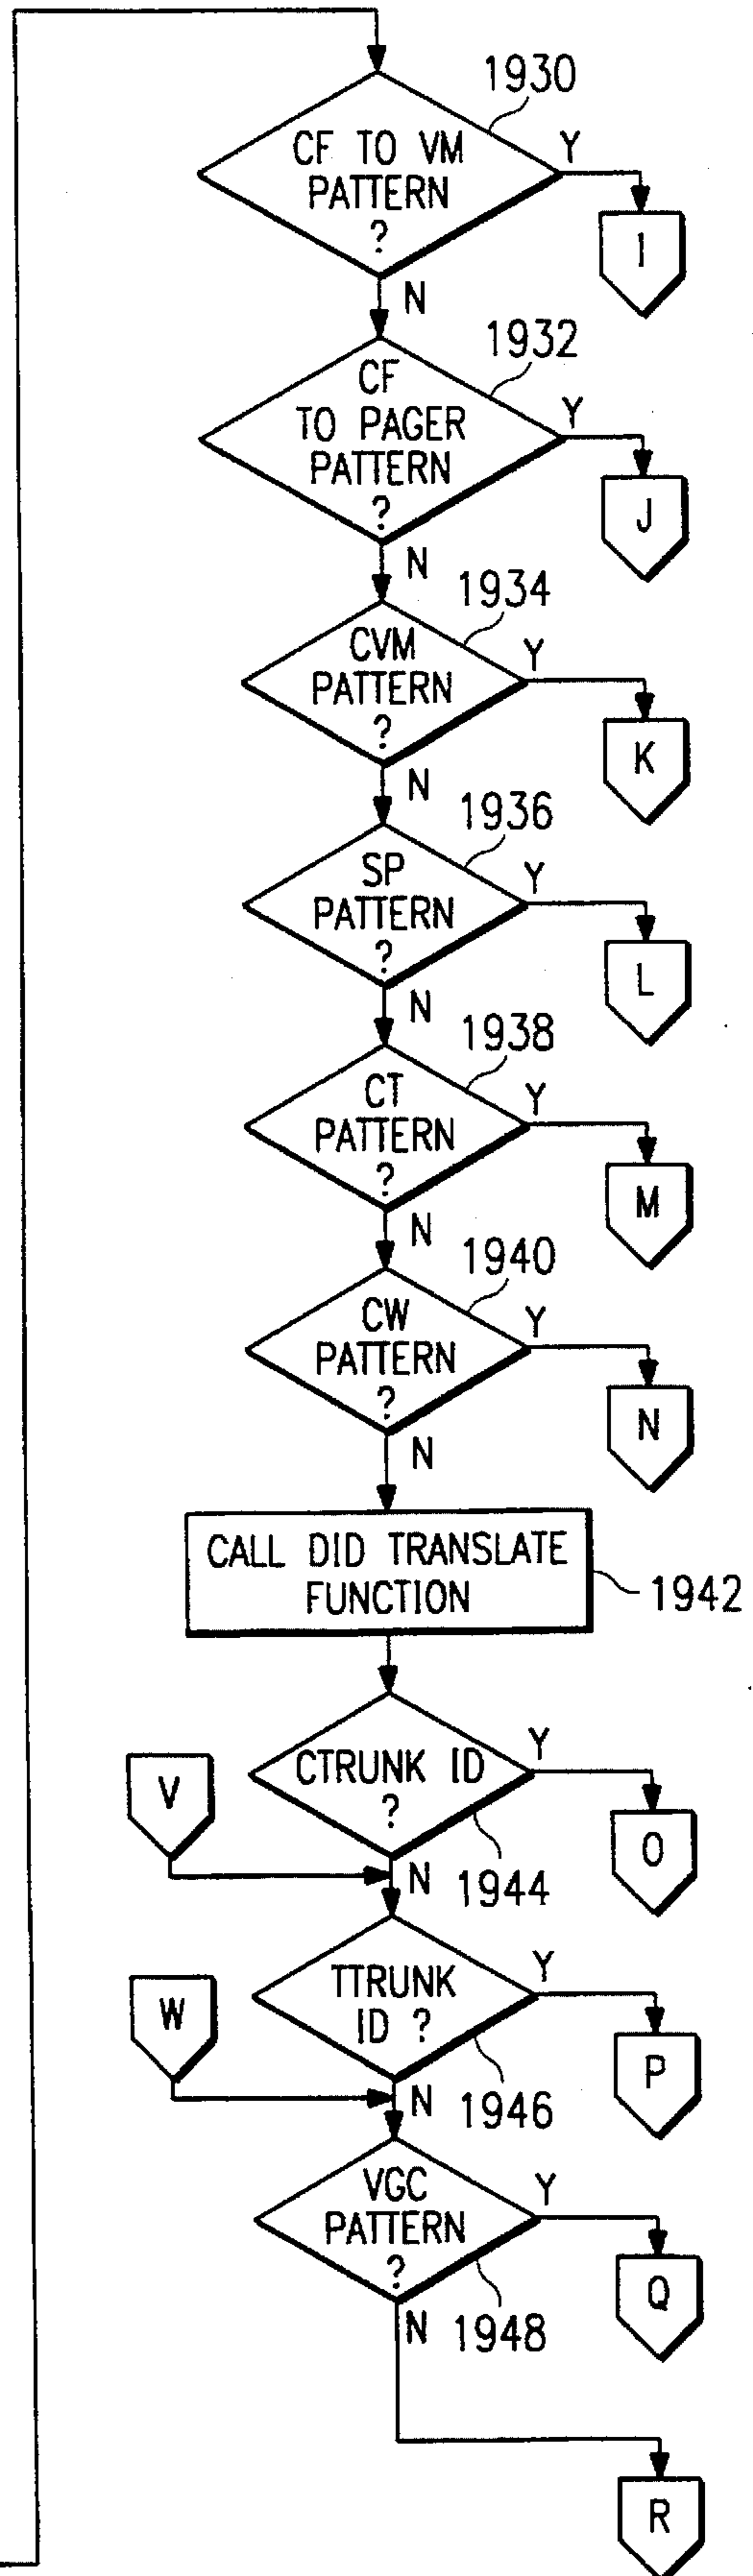 1930
CF TO VM
PATTERN
?
Y
I
N
1932
CF
TO PAGER
PATTERN
?
Y
J
N
1934
CVM
PATTERN
?
Y
K
N
1936
SP
PATTERN
?
Y
L
N
1938
CT
PATTERN
?
Y
M
N
1940
CW
PATTERN
?
Y
N
N
CALL DID TRANSLATE
FUNCTION
1942
CTRUNK ID
?
Y
O
V
N
1944
TTRUNK
ID ?
Y
P
W
N
1946
VGC
PATTERN
?
Y
Q
N
1948
R